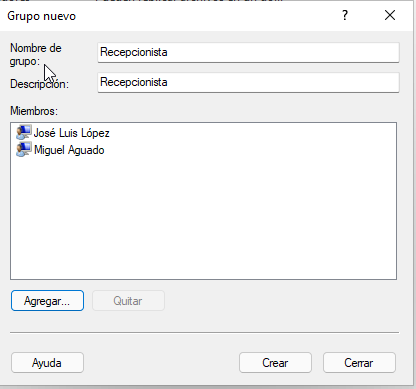 Grupo nuevo
?
Nombre de
grupo:
Recepcionista
Descripción:
Recepcionista
Miembros:
José Luis López
Miguel Aguado
Agregar...
Quitar
Ayuda
Crear
Cerrar